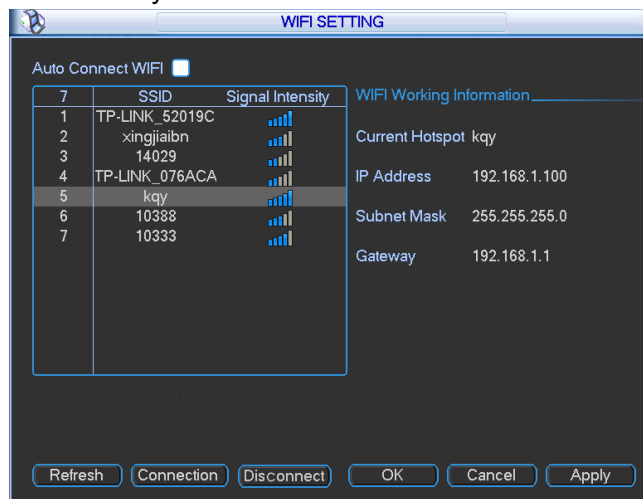 WIFI SETTING
Auto Connect WIFI
7 SSID Signal Intensity
1 TP-LINK_52019C
2 xingjiaibn
3 14029
4 TP-LINK_076ACA
5 kqy
6 10388
7 10333
WIFI Working Information
Current Hotspot kqy
IP Address 192.168.1.100
Subnet Mask 255.255.255.0
Gateway 192.168.1.1
Refresh Connection Disconnect OK Cancel Apply